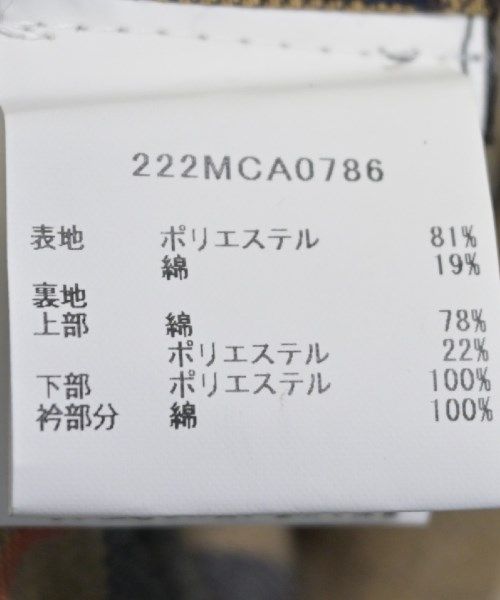 222MCA0786
表地 ポリエステル 81%
綿 19%
裏地
上部 綿 78%
ポリエステル 22%
下部 ポリエステル 100%
衿部分 綿 100%